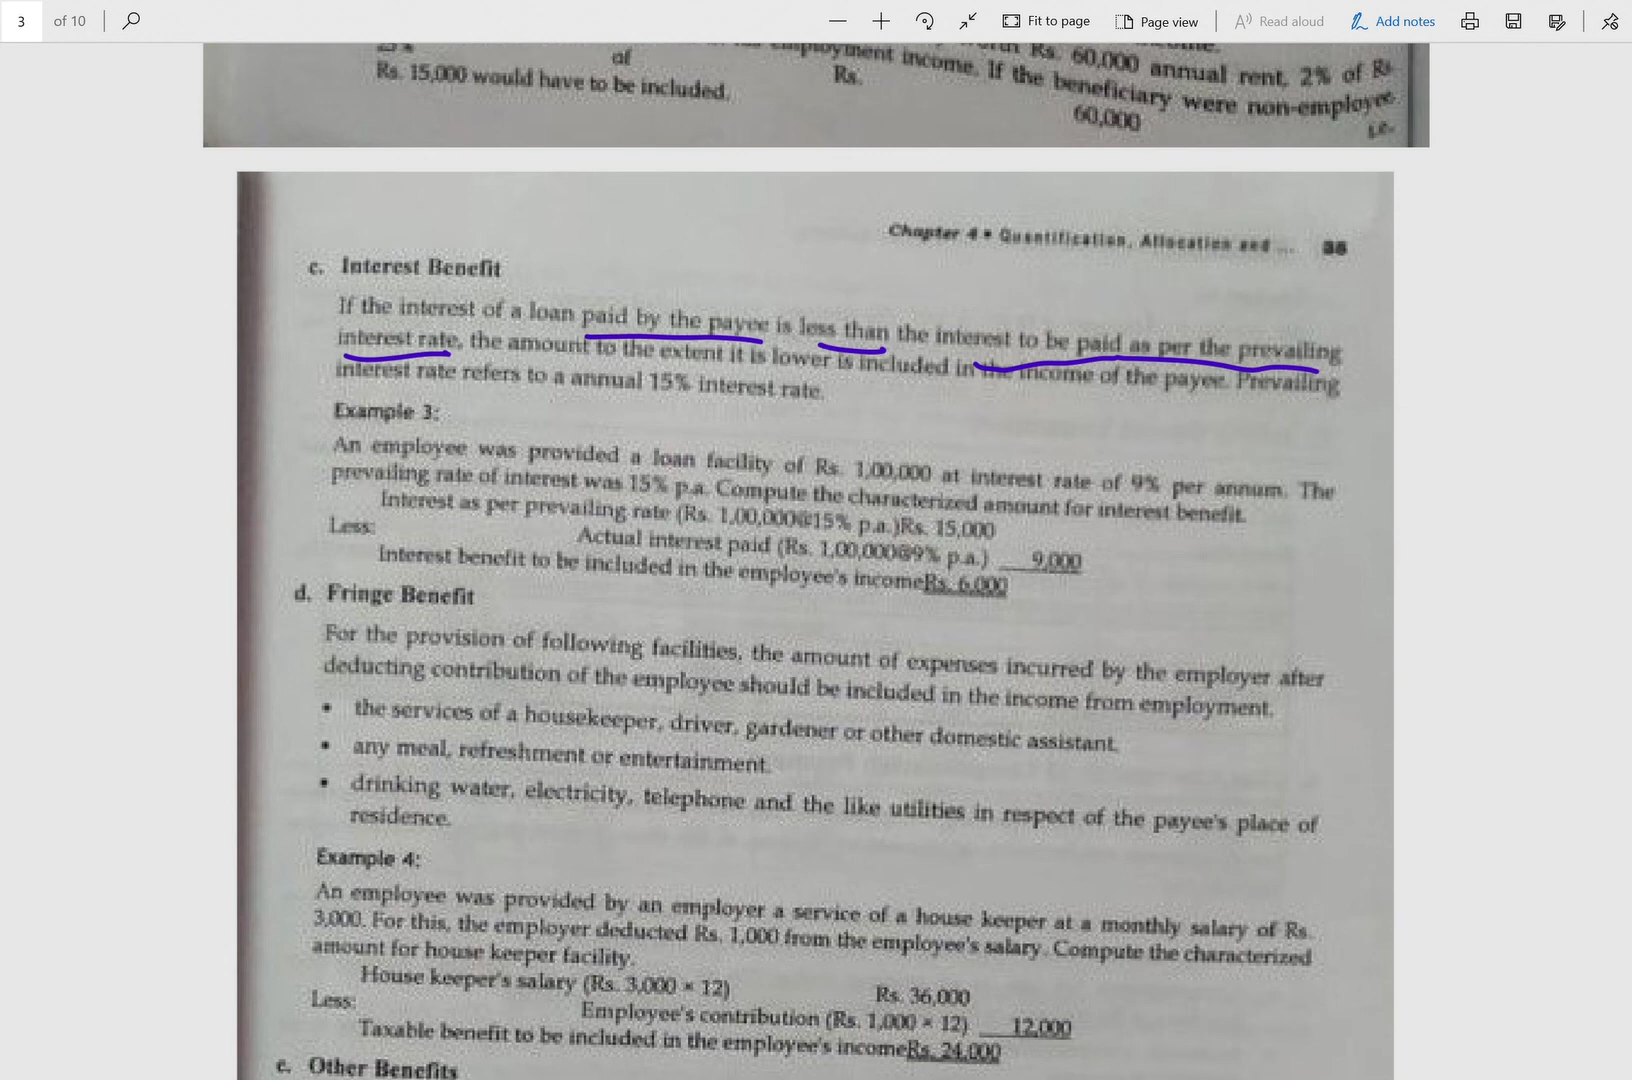 3 of 10 Fit to page Page view Read aloud Add notes
Rs. 60,000 annual rent, 2% of Rs.
of employment income. If the beneficiary were non-employee
Rs. 15,000 would have to be included. Rs. 60,000 i.e.
Chapter 4 • Quantification, Allocation and ... 35
c. Interest Benefit
If the interest of a loan paid by the payee is less than the interest to be paid as per the prevailing
interest rate, the amount to the extent it is lower is included in the income of the payee. Prevailing
interest rate refers to a annual 15% interest rate.
Example 3:
An employee was provided a loan facility of Rs. 1,00,000 at interest rate of 9% per annum. The
prevailing rate of interest was 15% p.a. Compute the characterized amount for interest benefit.
Interest as per prevailing rate (Rs. 1,00,000@15% p.a.)Rs. 15,000
Less: Actual interest paid (Rs. 1,00,000@9% p.a.) 9,000
Interest benefit to be included in the employee's incomeRs. 6,000
d. Fringe Benefit
For the provision of following facilities, the amount of expenses incurred by the employer after
deducting contribution of the employee should be included in the income from employment.
• the services of a housekeeper, driver, gardener or other domestic assistant.
• any meal, refreshment or entertainment.
• drinking water, electricity, telephone and the like utilities in respect of the payee's place of
residence.
Example 4:
An employee was provided by an employer a service of a house keeper at a monthly salary of Rs.
3,000. For this, the employer deducted Rs. 1,000 from the employee's salary. Compute the characterized
amount for house keeper facility.
House keeper's salary (Rs. 3,000 × 12) Rs. 36,000
Less: Employee's contribution (Rs. 1,000 × 12) 12,000
Taxable benefit to be included in the employee's incomeRs. 24,000
e. Other Benefits